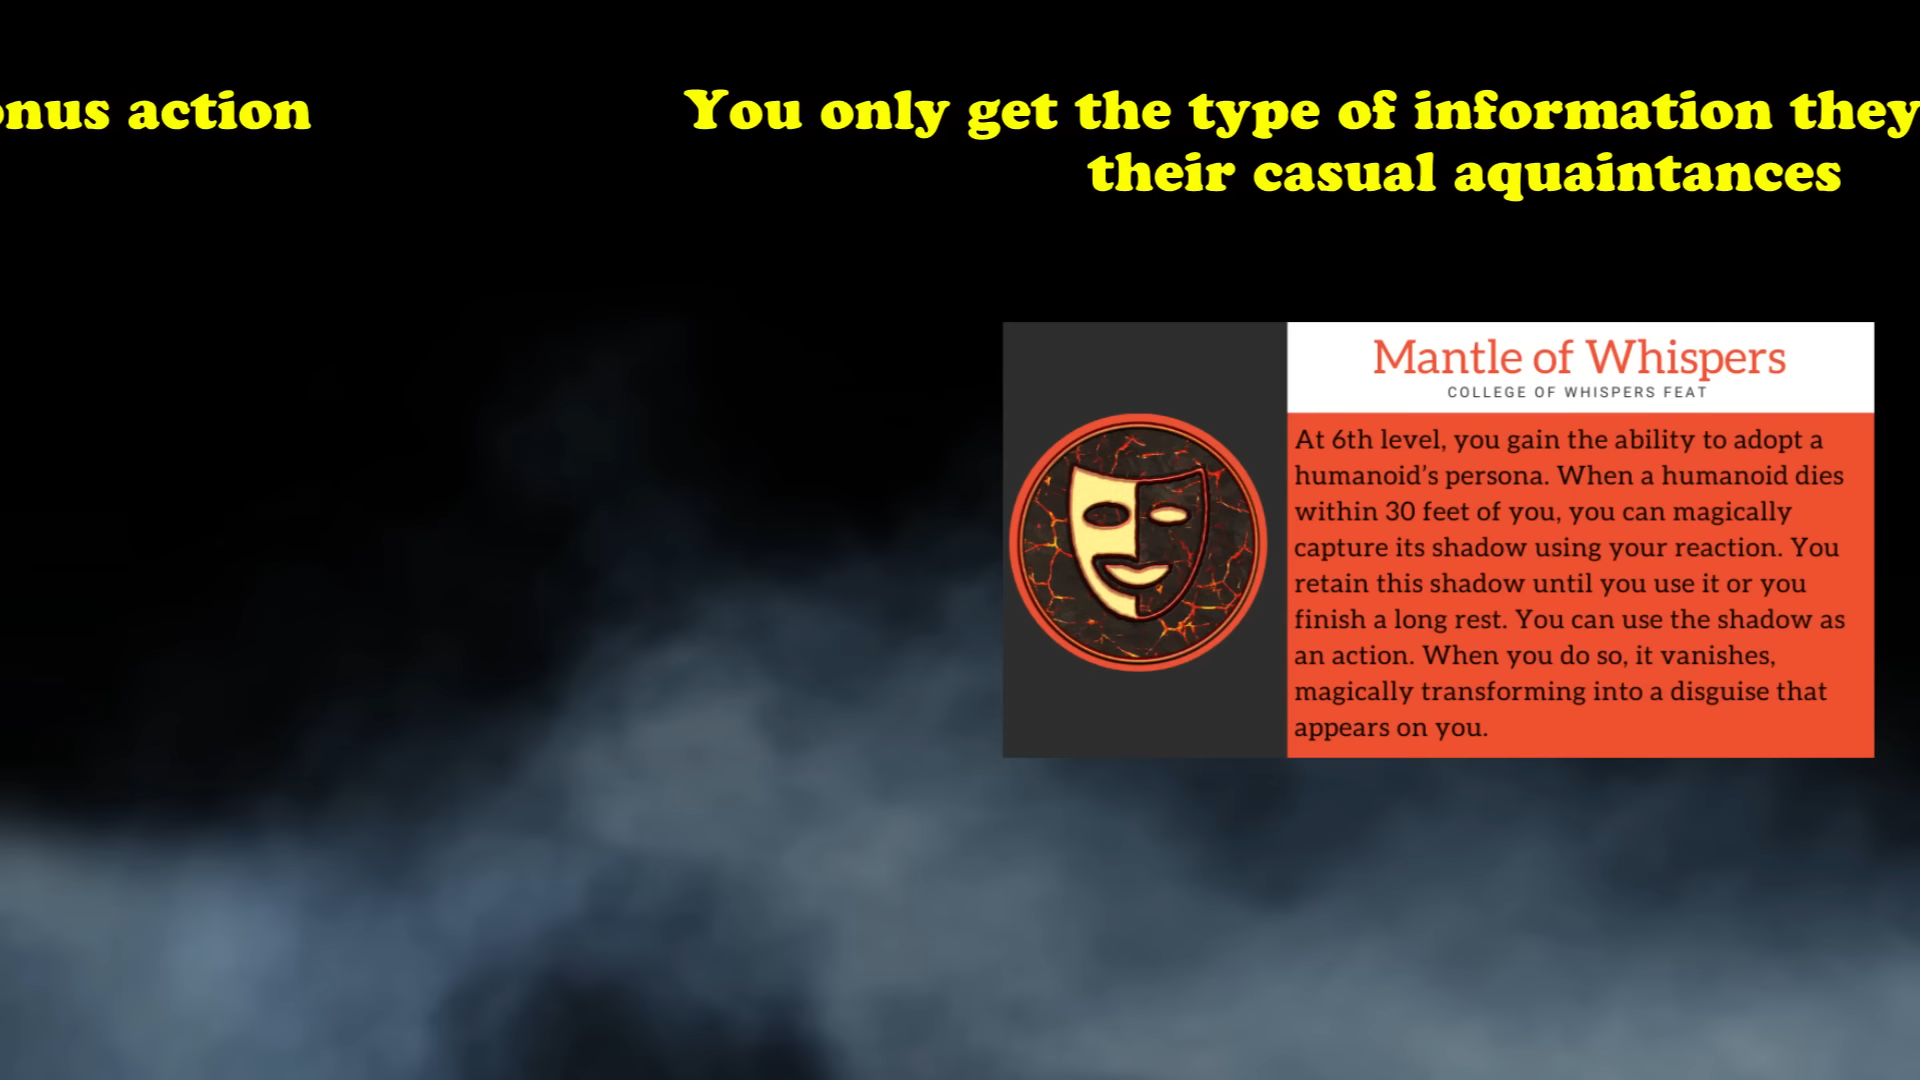 onus action
You only get the type of information they
their casual aquaintances
Mantle of Whispers
COLLEGE OF WHISPERS FEAT
At 6th level, you gain the ability to adopt a
humanoid's persona. When a humanoid dies
within 30 feet of you, you can magically
capture its shadow using your reaction. You
retain this shadow until you use it or you
finish a long rest. You can use the shadow as
an action. When you do so, it vanishes,
magically transforming into a disguise that
appears on you.